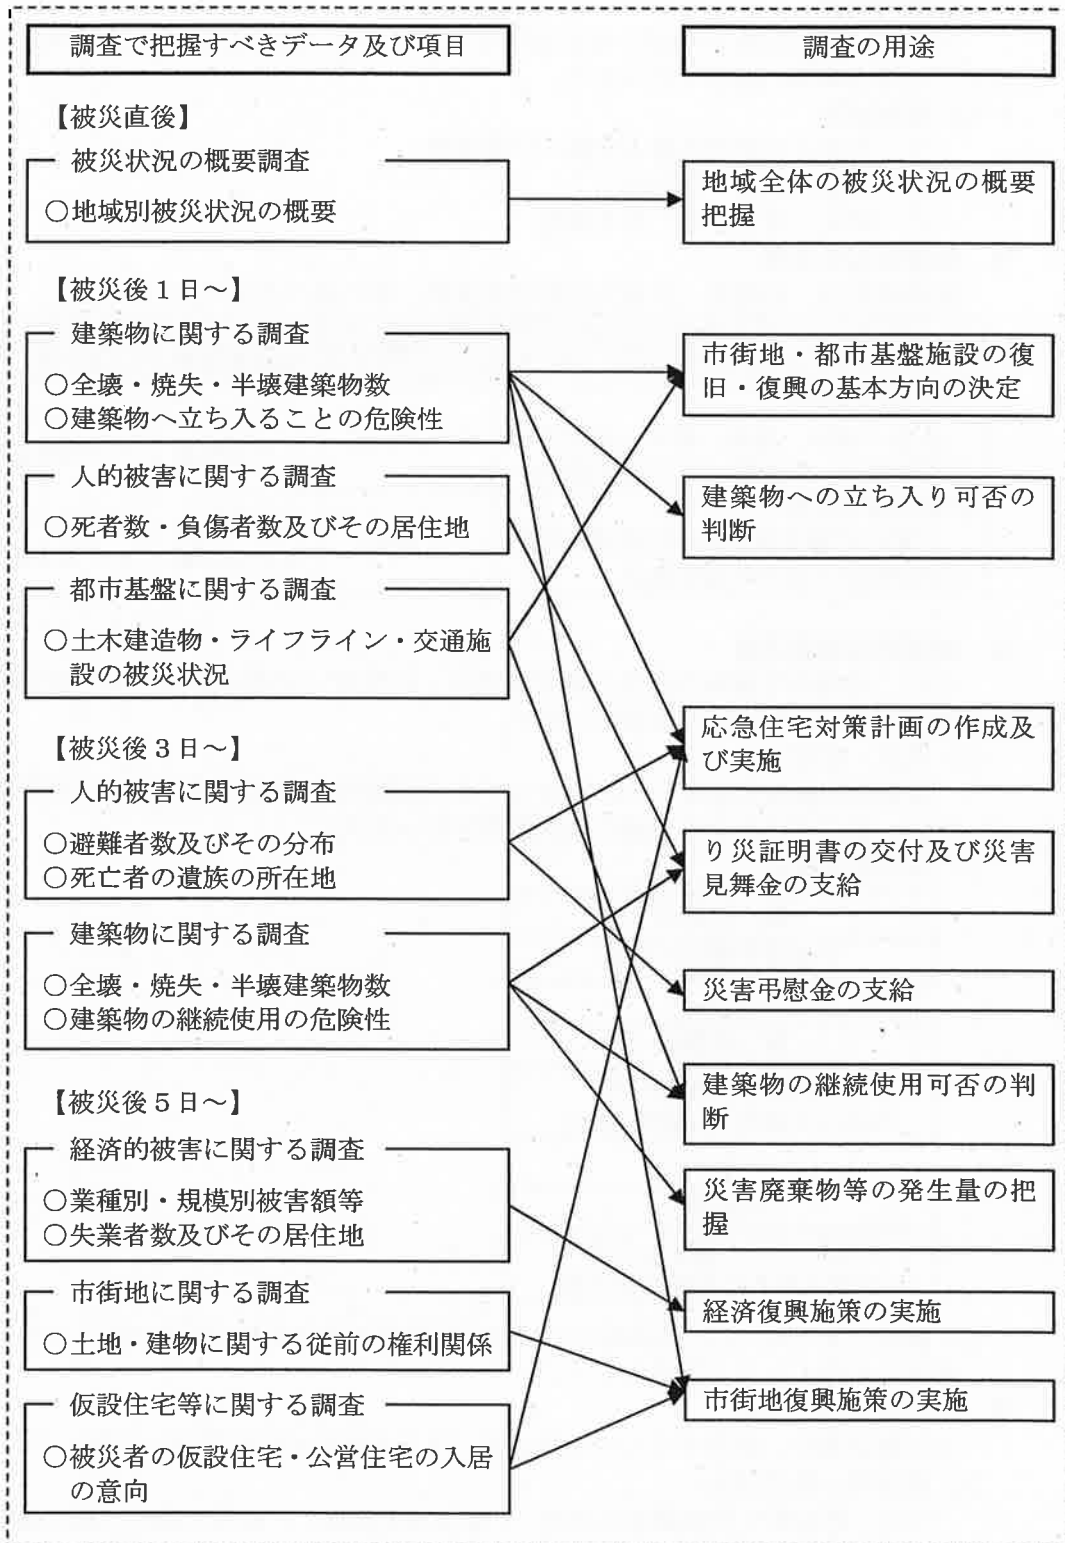 調査で把握すべきデータ及び項目
【被災直後】
被災状況の概要調査
○地域別被災状況の概要
【被災後1日～】
建築物に関する調査
○全壊・焼失・半壊建築物数
○建築物へ立ち入ることの危険性
人的被害に関する調査
○死者数・負傷者数及びその居住地
都市基盤に関する調査
○土木建造物・ライフライン・交通施
設の被災状況
【被災後3日～】
人的被害に関する調査
○避難者数及びその分布
○死亡者の遺族の所在地
建築物に関する調査
○全壊・焼失・半壊建築物数
○建築物の継続使用の危険性
【被災後5日～】
経済的被害に関する調査
○業種別・規模別被害額等
○失業者数及びその居住地
市街地に関する調査
○土地・建物に関する従前の権利関係
仮設住宅等に関する調査
○被災者の仮設住宅・公営住宅の入居
の意向
調査の用途
地域全体の被災状況の概要
把握
市街地・都市基盤施設の復
旧・復興の基本方向の決定
建築物への立ち入り可否の
判断
応急住宅対策計画の作成及
び実施
り災証明書の交付及び災害
見舞金の支給
災害弔慰金の支給
建築物の継続使用可否の判
断
災害廃棄物等の発生量の把
握
経済復興施策の実施
市街地復興施策の実施